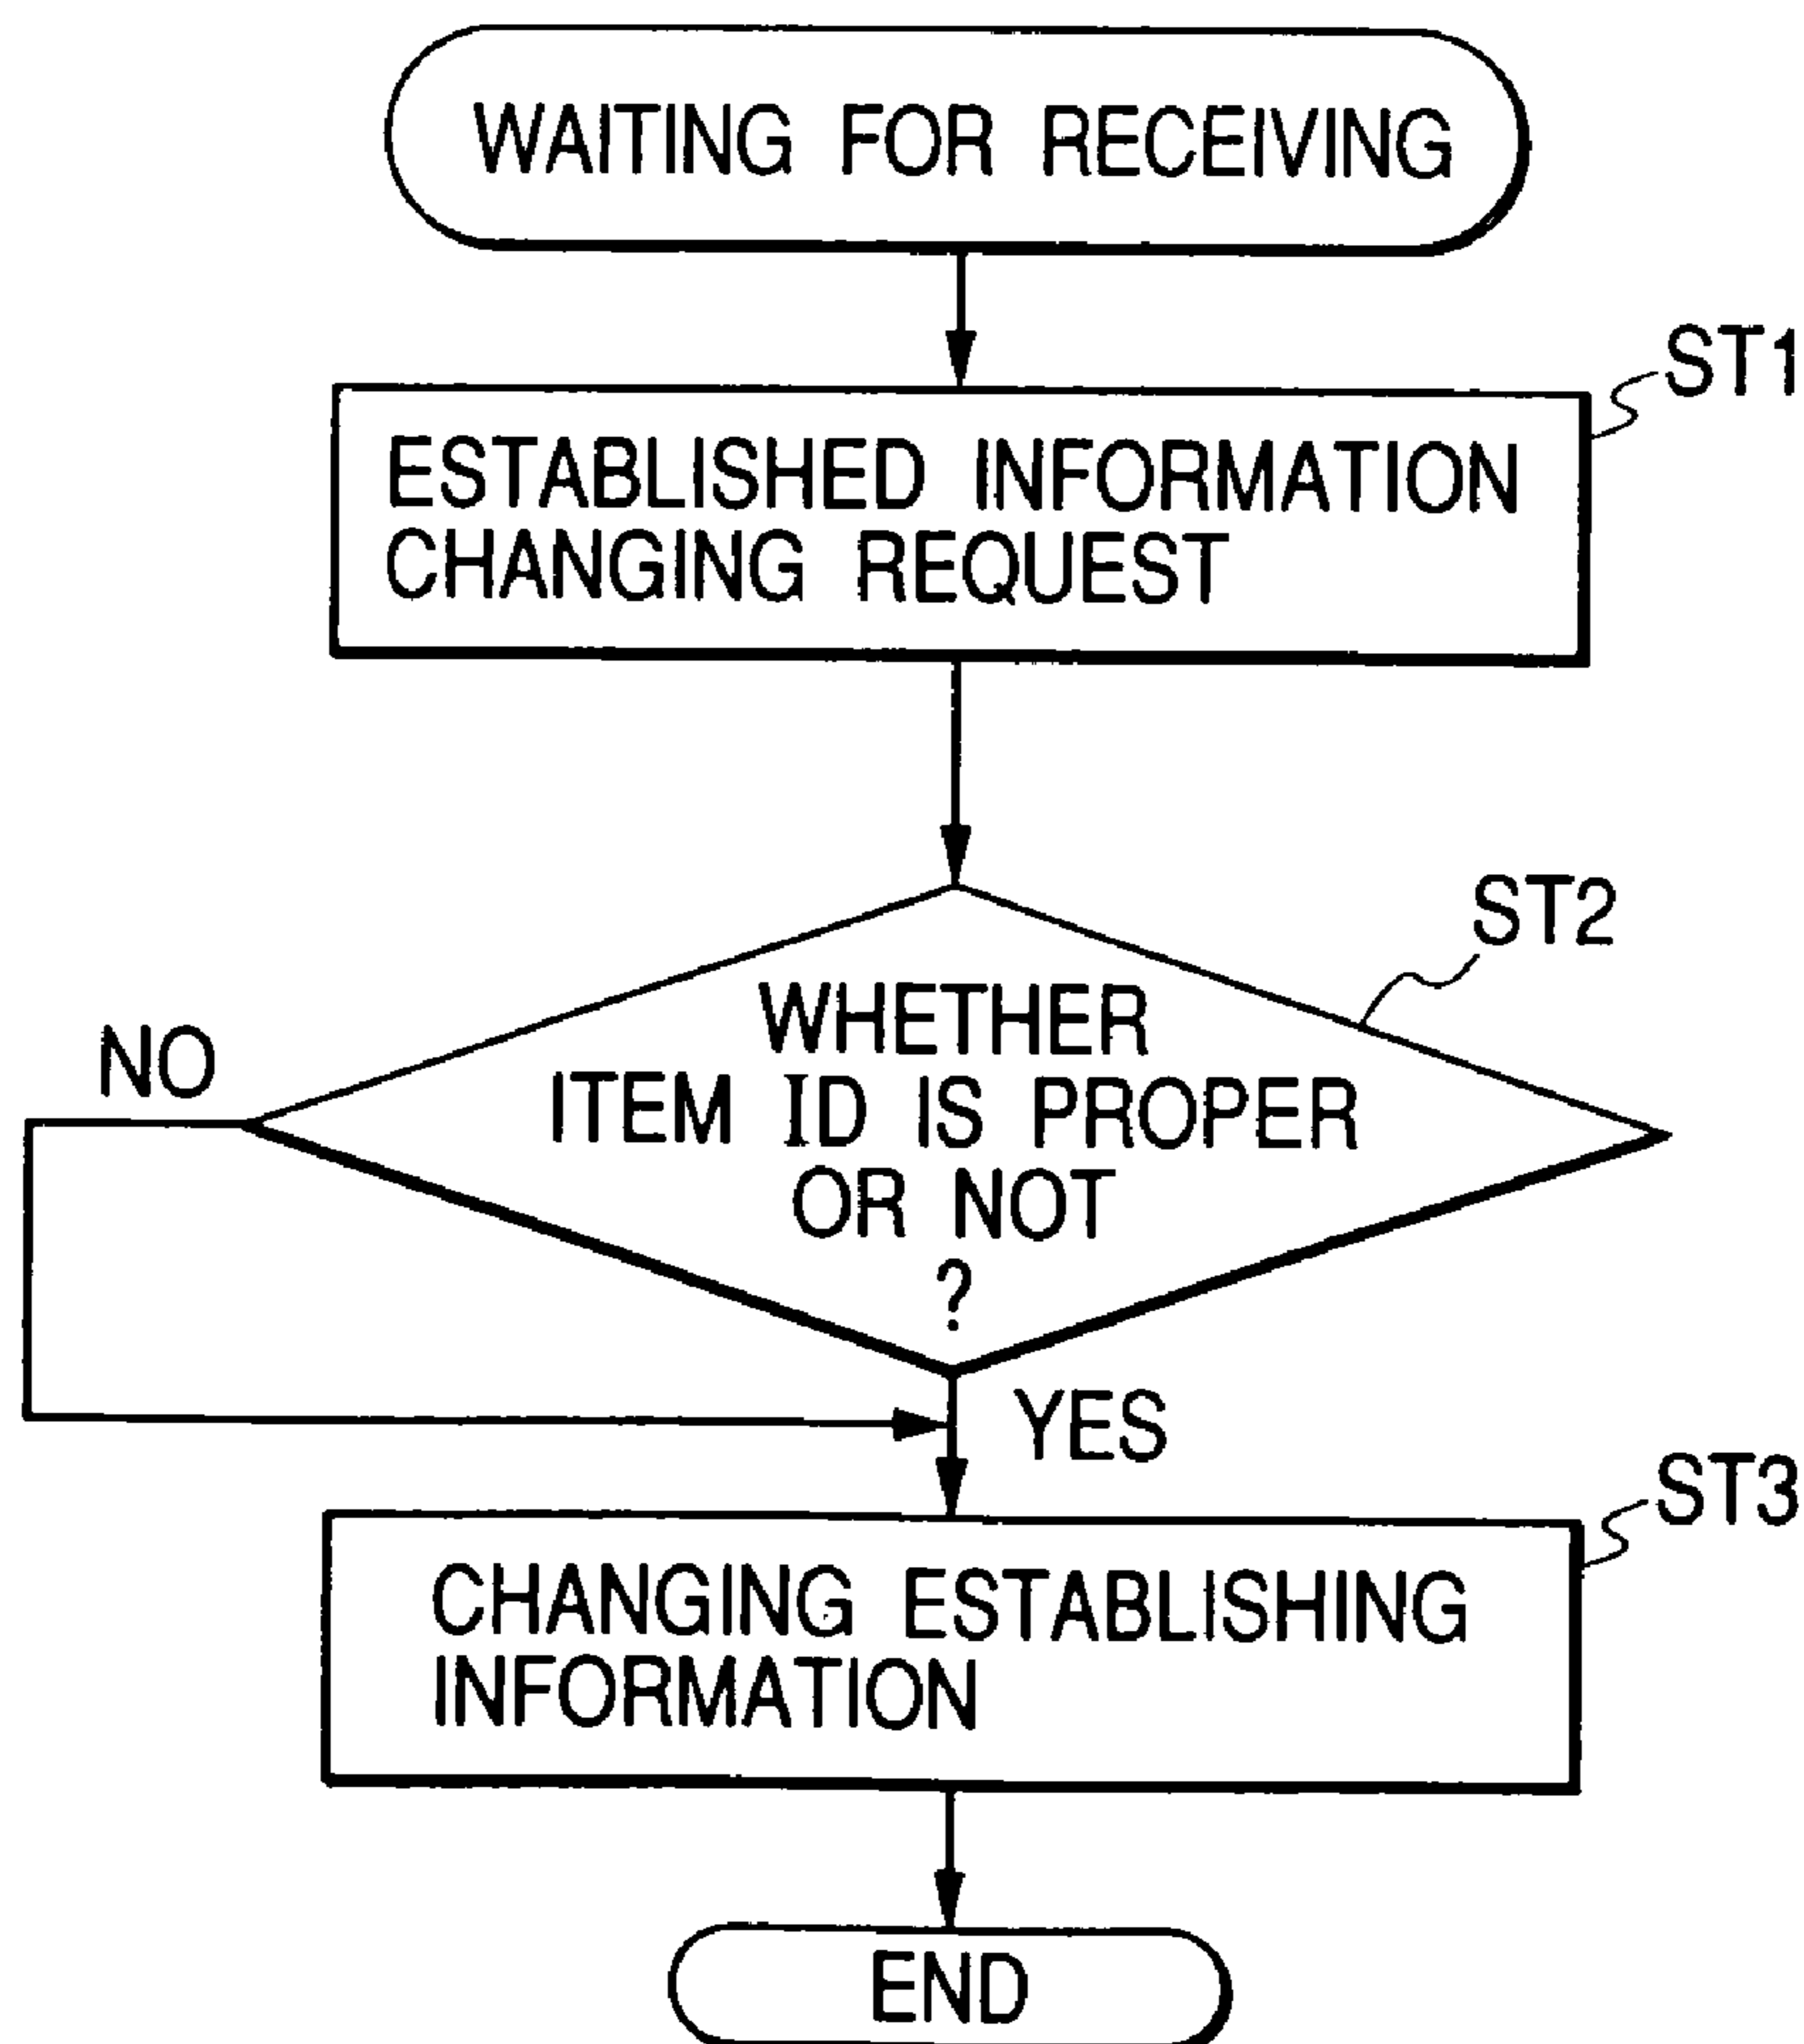 WAITING FOR RECEIVING
ST1
ESTABLISHED INFORMATION
CHANGING REQUEST
ST2
WHETHER
ITEM ID IS PROPER
OR NOT
?
NO
YES
ST3
CHANGING ESTABLISHING
INFORMATION
END